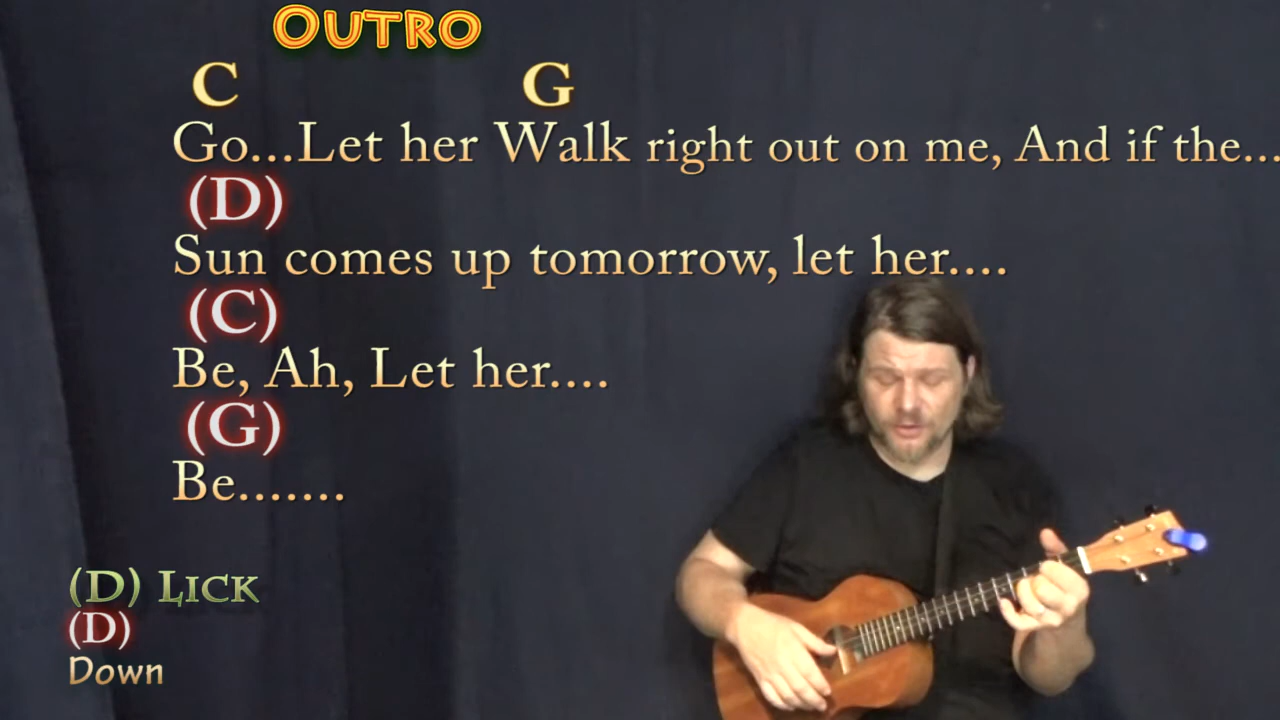 OUTRO
C G
Go...Let her Walk right out on me, And if the...
(D)
Sun comes up tomorrow, let her....
(C)
Be, Ah, Let her....
(G)
Be.......
(D) LICK
(D)
Down